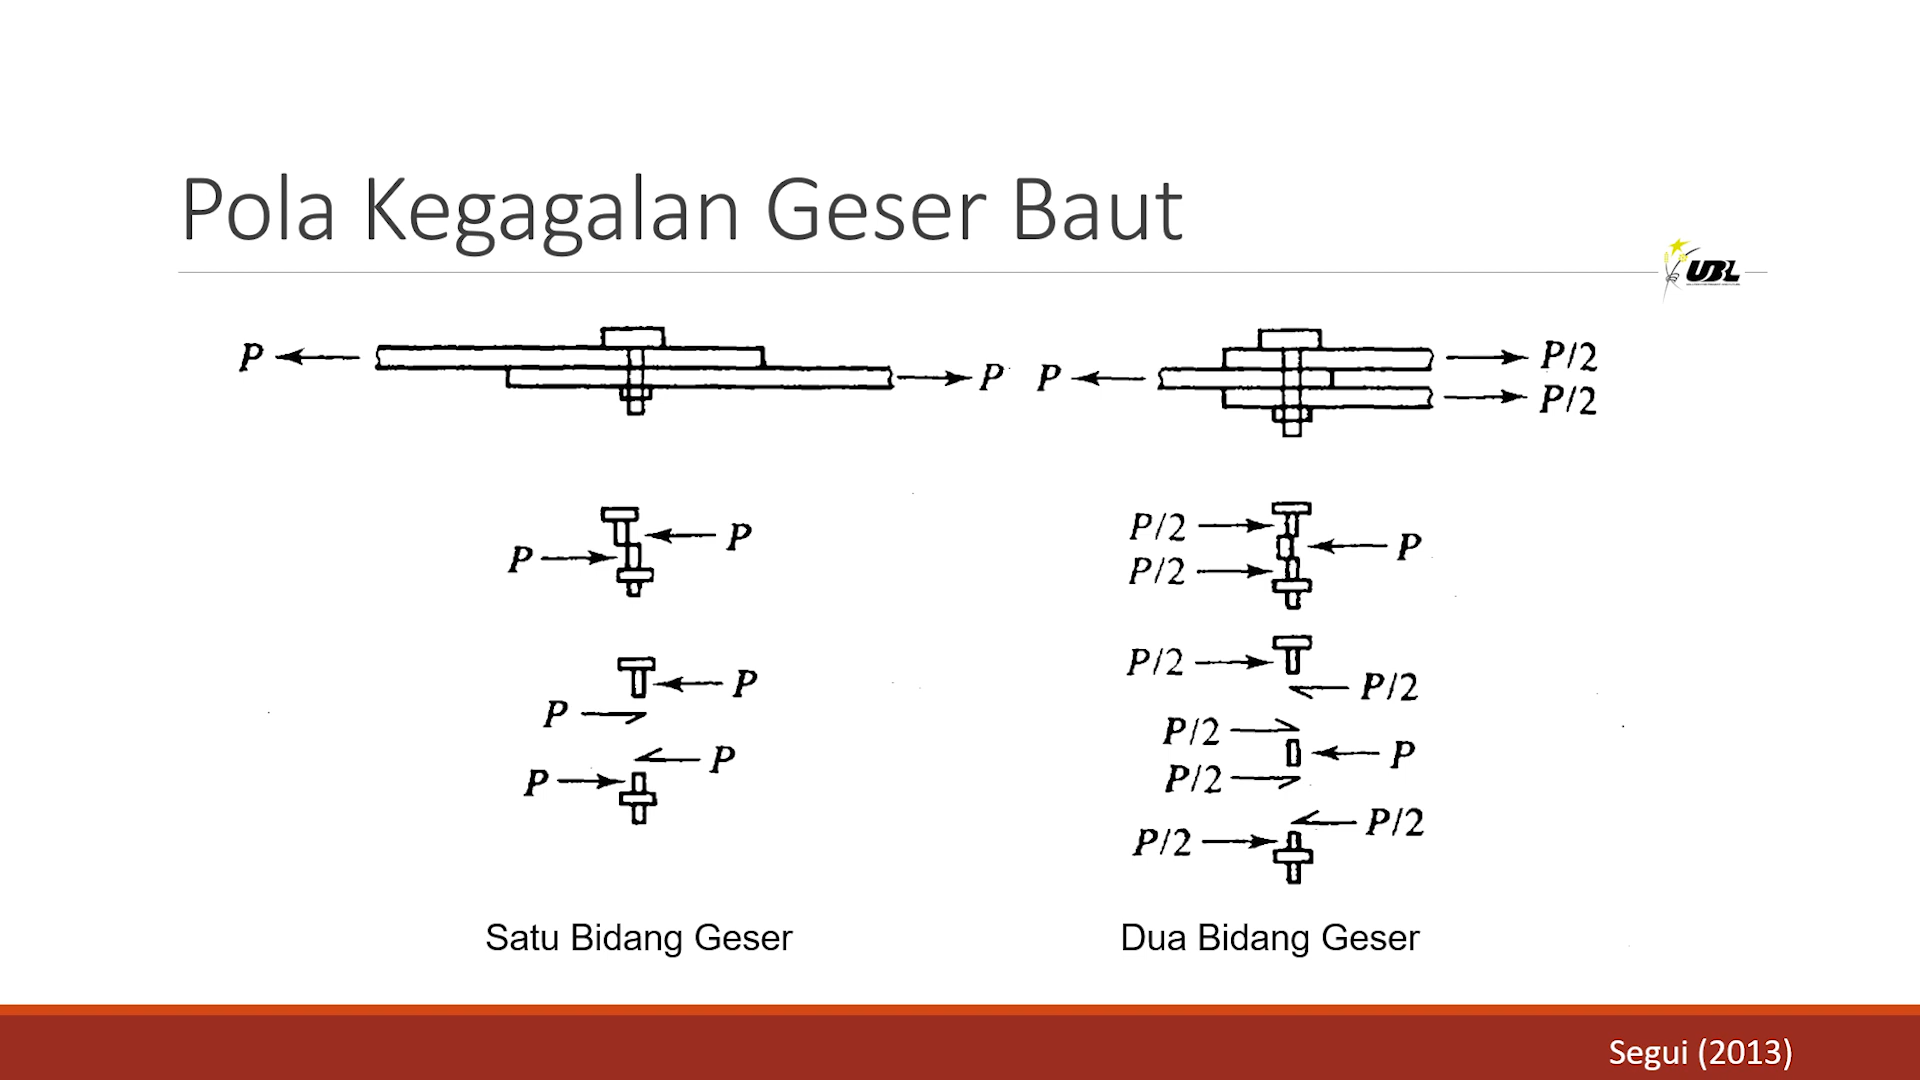 Pola Kegagalan Geser Baut
UBL
P
P
P
P/2
P/2
P
P
P/2
P/2
P
P
P
P
P
P/2
P/2
P/2
P
P/2
P/2
P/2
Satu Bidang Geser
Dua Bidang Geser
Segui (2013)